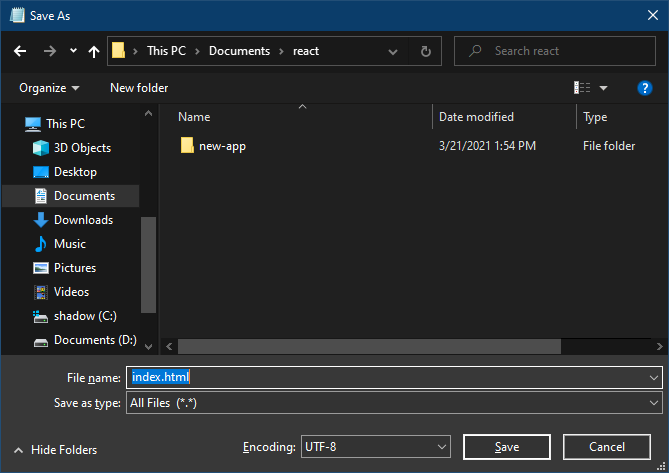 Save As
This PC Documents react Search react
Organize New folder
Name Date modified Type
This PC
3D Objects
Desktop
Documents
Downloads
Music
Pictures
Videos
shadow (C:)
Documents (D:)
new-app 3/21/2021 1:54 PM File folder
File name: index.html
Save as type: All Files (*.*)
Hide Folders Encoding: UTF-8 Save Cancel